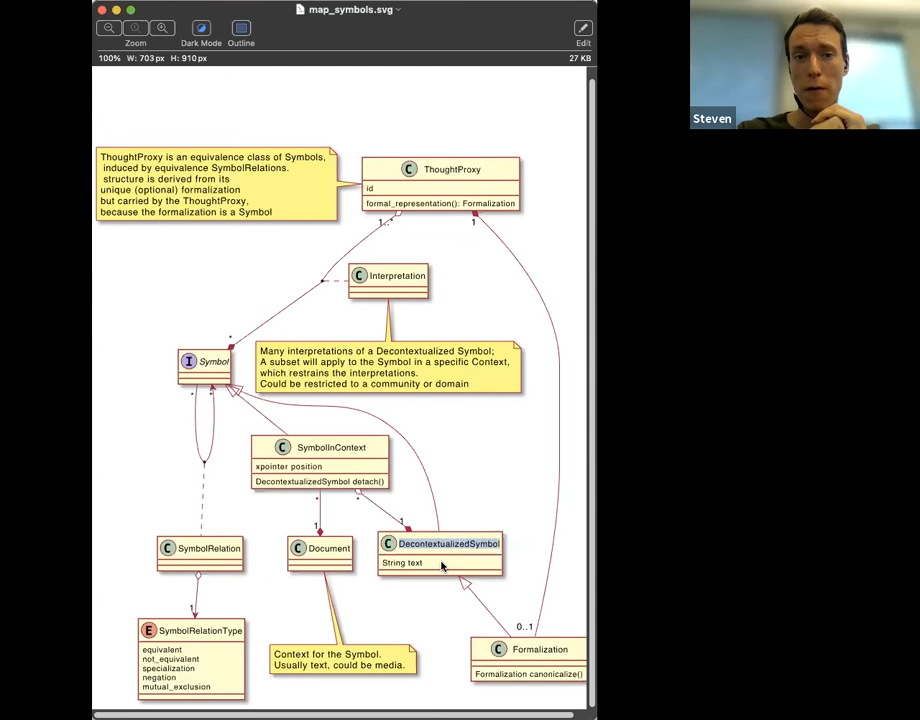 map_symbols.svg
Zoom
Dark Mode
Outline
Edit
100% W: 703 px H: 910 px
27 KB
Steven
ThoughtProxy is an equivalence class of Symbols,
induced by equivalence SymbolRelations.
structure is derived from its
unique (optional) formalization
but carried by the ThoughtProxy,
because the formalization is a Symbol
C ThoughtProxy
id
formal_representation(): Formalization
1..*
1
C Interpretation
*
I Symbol
Many interpretations of a Decontextualized Symbol;
A subset will apply to the Symbol in a specific Context,
which restrains the interpretations.
Could be restricted to a community or domain
* *
C SymbolInContext
xpointer position
DecontextualizedSymbol detach()
* *
1 1
C SymbolRelation
C Document
C DecontextualizedSymbol
String text
1
0..1
E SymbolRelationType
equivalent
not_equivalent
specialization
negation
mutual_exclusion
Context for the Symbol.
Usually text, could be media.
C Formalization
Formalization canonicalize()